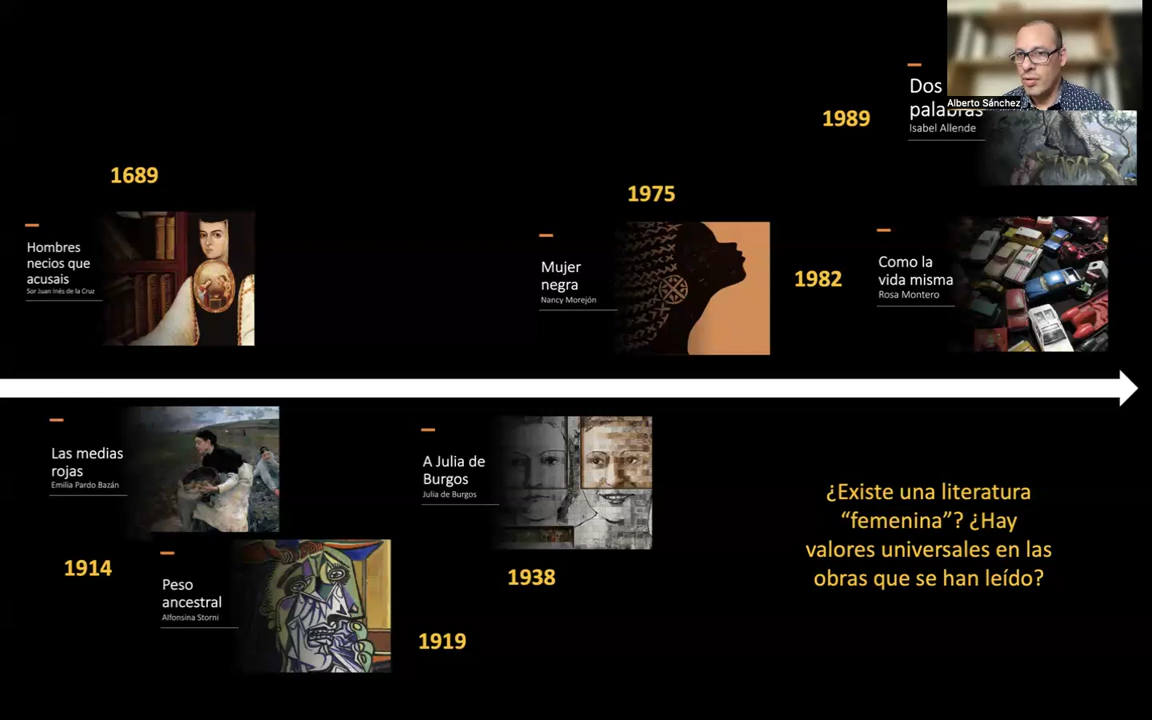 Alberto Sánchez
Dos
palabras
Isabel Allende
1989
1689
Hombres
necios que
acusais
Sor Juan Inés de la Cruz
1975
Mujer
negra
Nancy Morejón
1982
Como la
vida misma
Rosa Montero
Las medias
rojas
Emilia Pardo Bazán
1914
Peso
ancestral
Alfonsina Storni
1919
A Julia de
Burgos
Julia de Burgos
1938
¿Existe una literatura
“femenina”? ¿Hay
valores universales en las
obras que se han leído?